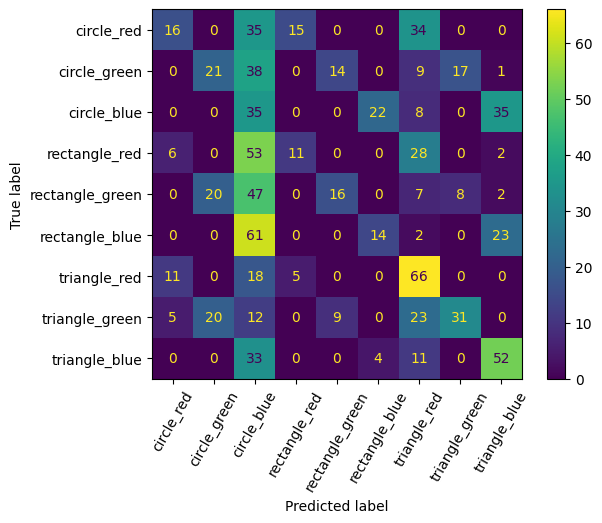 circle_red 16 0 35 15 0 0 34 0 0
circle_green 0 21 38 0 14 0 9 17 1
circle_blue 0 0 35 0 0 22 8 0 35
rectangle_red 6 0 53 11 0 0 28 0 2
rectangle_green 0 20 47 0 16 0 7 8 2
rectangle_blue 0 0 61 0 0 14 2 0 23
triangle_red 11 0 18 5 0 0 66 0 0
triangle_green 5 20 12 0 9 0 23 31 0
triangle_blue 0 0 33 0 0 4 11 0 52
True label
circle_red
circle_green
circle_blue
rectangle_red
rectangle_green
rectangle_blue
triangle_red
triangle_green
triangle_blue
Predicted label
60
50
40
30
20
10
0